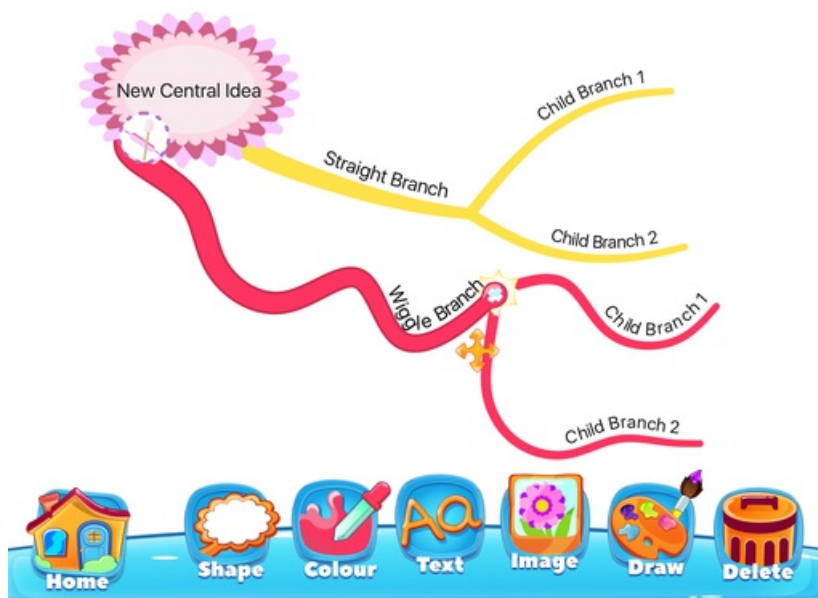 New Central Idea
Child Branch 1
Straight Branch
Child Branch 2
Wiggle Branch
Child Branch 1
Child Branch 2
Home
Shape
Colour
Text
Image
Draw
Delete